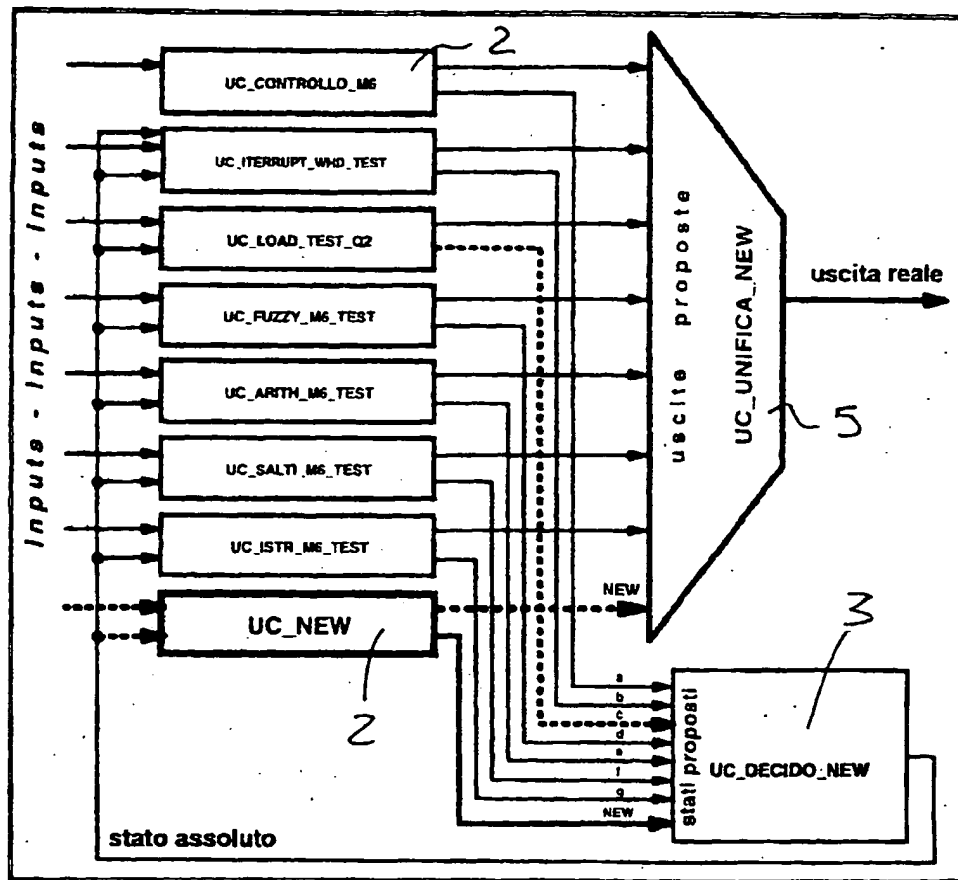 Inputs - Inputs - Inputs
UC_CONTROLLO_M6
2
UC_ITERRUPT_WHD_TEST
UC_LOAD_TEST_Q2
UC_FUZZY_M6_TEST
UC_ARITH_M6_TEST
UC_SALTI_M6_TEST
UC_ISTR_M6_TEST
UC_NEW
2
uscite proposte
UC_UNIFICA_NEW
5
uscita reale
NEW
a
b
c
d
e
f
g
NEW
stati proposti
UC_DECIDO_NEW
3
stato assoluto